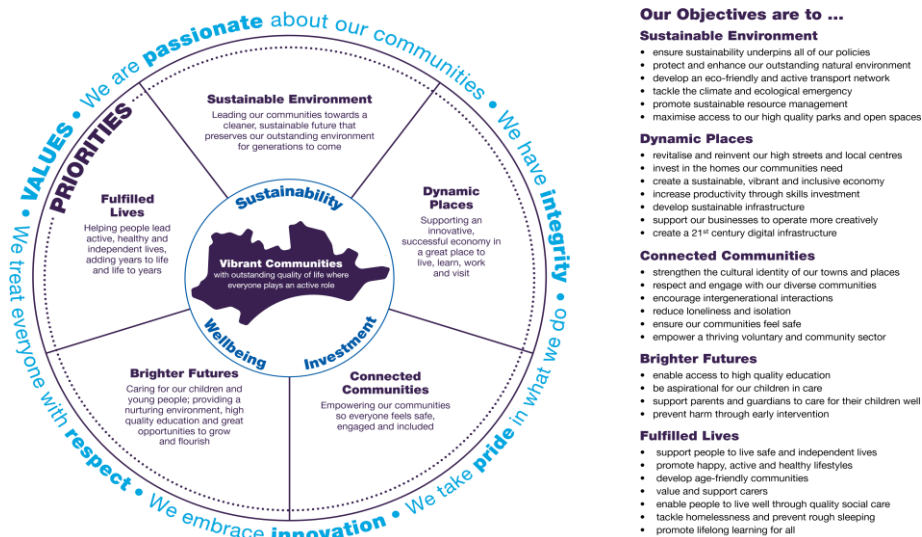 VALUES • We are passionate about our communities • We have integrity • We take pride in what we do • We embrace innovation • We treat everyone with respect •
PRIORITIES
Sustainable Environment
Leading our communities towards a
cleaner, sustainable future that
preserves our outstanding environment
for generations to come
Dynamic
Places
Supporting an
innovative,
successful economy in
a great place to
live, learn, work
and visit
Connected
Communities
Empowering our communities
so everyone feels safe,
engaged and included
Brighter Futures
Caring for our children and
young people; providing a
nurturing environment, high
quality education and great
opportunities to grow
and flourish
Fulfilled
Lives
Helping people lead
active, healthy and
independent lives,
adding years to life
and life to years
Sustainability
Investment
Wellbeing
Vibrant Communities
with outstanding quality of life where
everyone plays an active role
Our Objectives are to ...
Sustainable Environment
• ensure sustainability underpins all of our policies
• protect and enhance our outstanding natural environment
• develop an eco-friendly and active transport network
• tackle the climate and ecological emergency
• promote sustainable resource management
• maximise access to our high quality parks and open spaces
Dynamic Places
• revitalise and reinvent our high streets and local centres
• invest in the homes our communities need
• create a sustainable, vibrant and inclusive economy
• increase productivity through skills investment
• develop sustainable infrastructure
• support our businesses to operate more creatively
• create a 21st century digital infrastructure
Connected Communities
• strengthen the cultural identity of our towns and places
• respect and engage with our diverse communities
• encourage intergenerational interactions
• reduce loneliness and isolation
• ensure our communities feel safe
• empower a thriving voluntary and community sector
Brighter Futures
• enable access to high quality education
• be aspirational for our children in care
• support parents and guardians to care for their children well
• prevent harm through early intervention
Fulfilled Lives
• support people to live safe and independent lives
• promote happy, active and healthy lifestyles
• develop age-friendly communities
• value and support carers
• enable people to live well through quality social care
• tackle homelessness and prevent rough sleeping
• promote lifelong learning for all